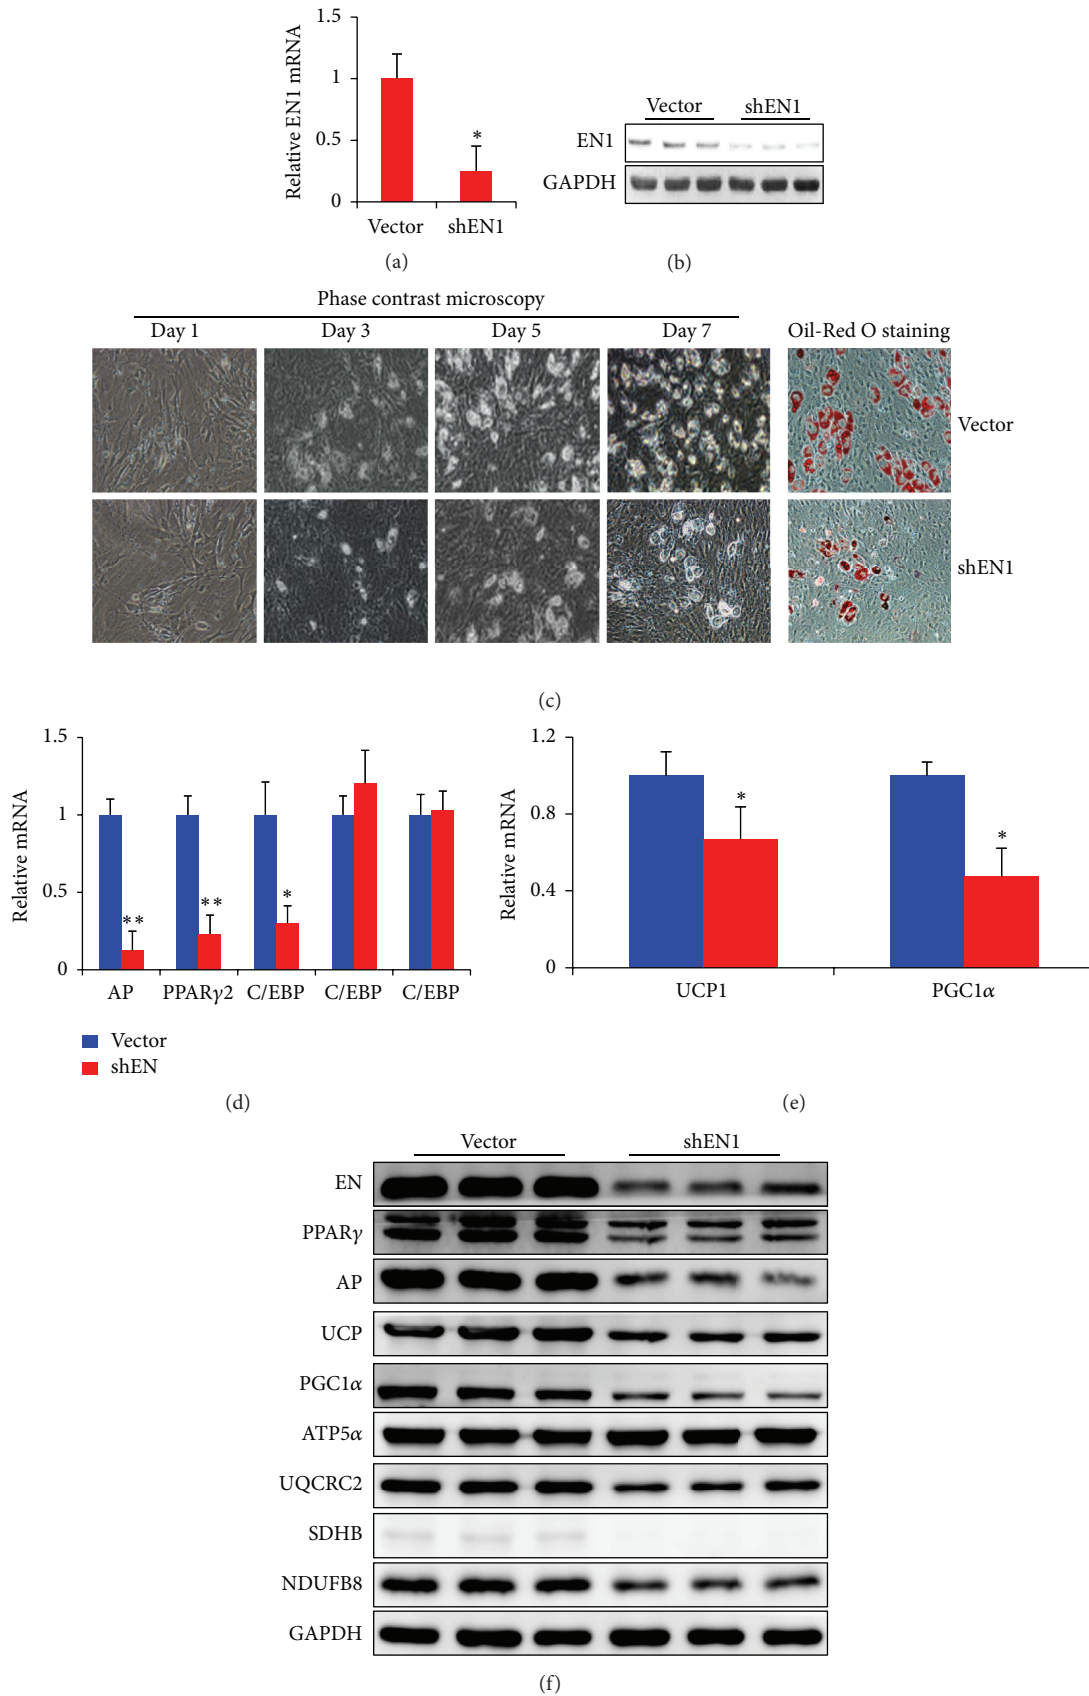 Relative EN1 mRNA
1.5
1
0.5
0
*
Vector
shEN1
(a)
Vector
shEN1
EN1
GAPDH
(b)
Phase contrast microscopy
Day 1
Day 3
Day 5
Day 7
Oil-Red O staining
Vector
shEN1
(c)
Relative mRNA
1.5
1
0.5
0
**
**
*
AP
PPARγ2
C/EBP
C/EBP
C/EBP
Vector
shEN
(d)
Relative mRNA
1.2
0.8
0.4
0
*
*
UCP1
PGC1α
(e)
Vector
shEN1
EN
PPARγ
AP
UCP
PGC1α
ATP5α
UQCRC2
SDHB
NDUFB8
GAPDH
(f)